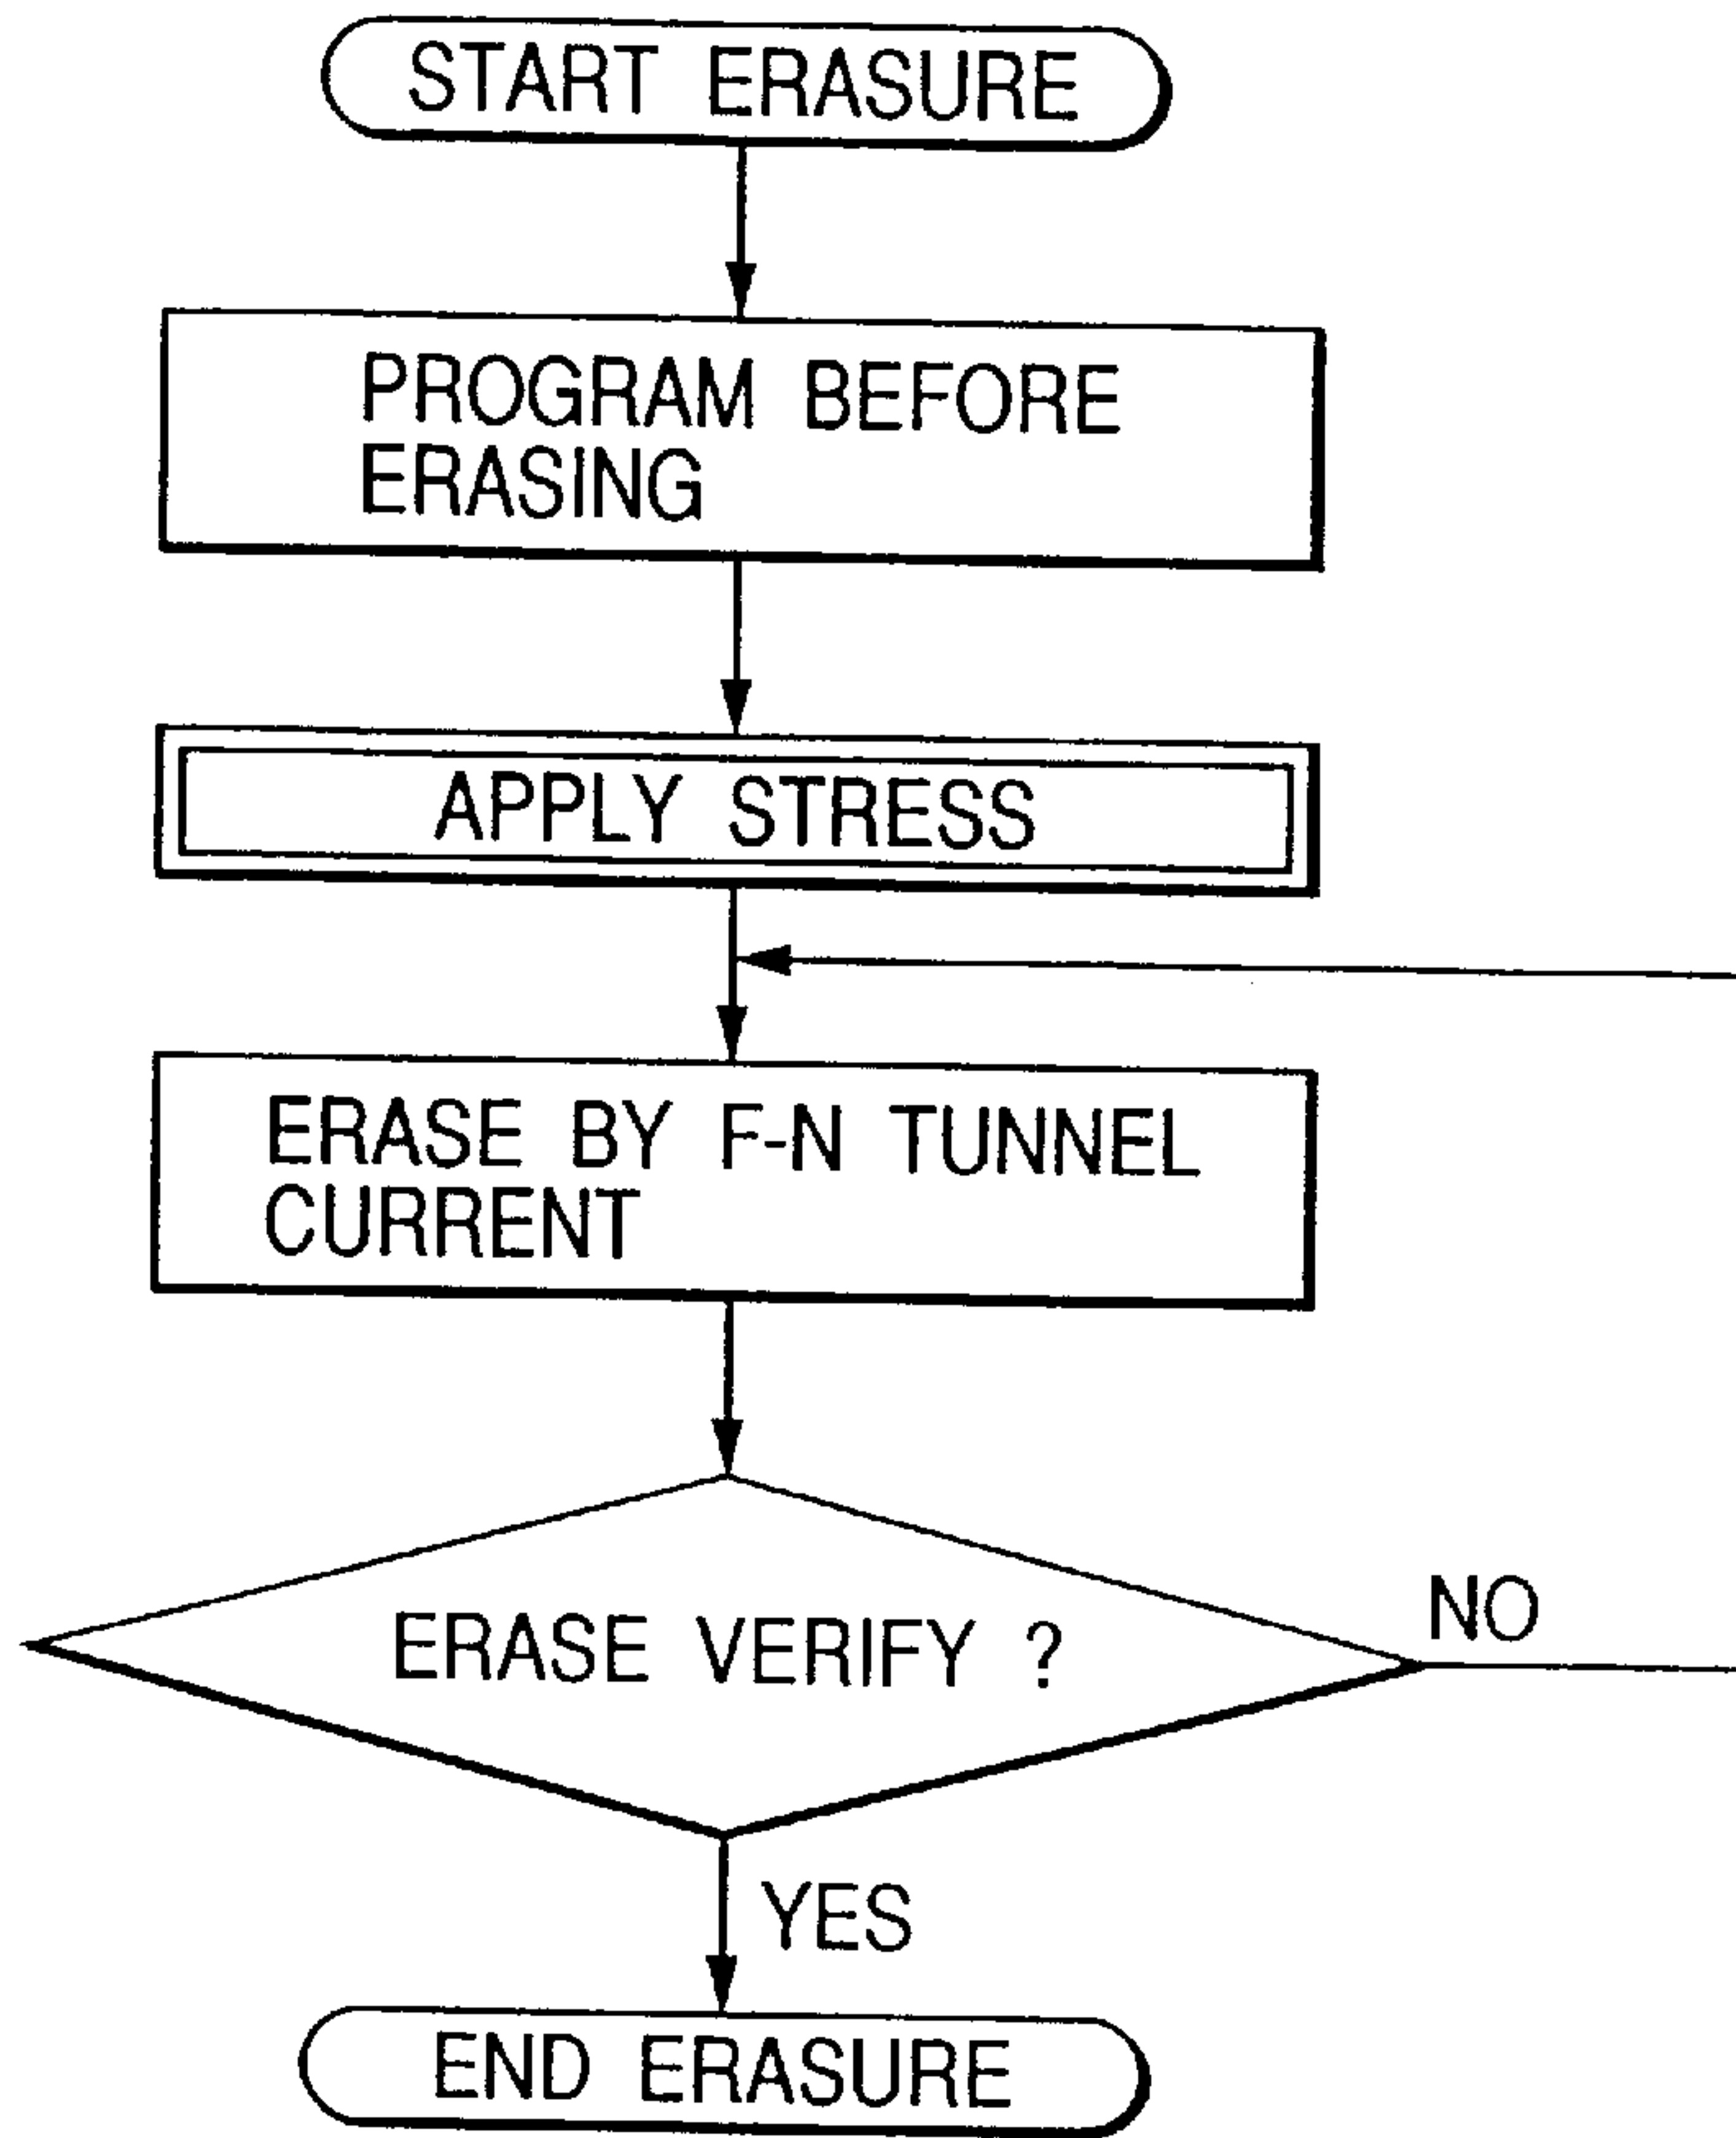 START ERASURE
PROGRAM BEFORE
ERASING
APPLY STRESS
ERASE BY F-N TUNNEL
CURRENT
ERASE VERIFY ?
NO
YES
END ERASURE